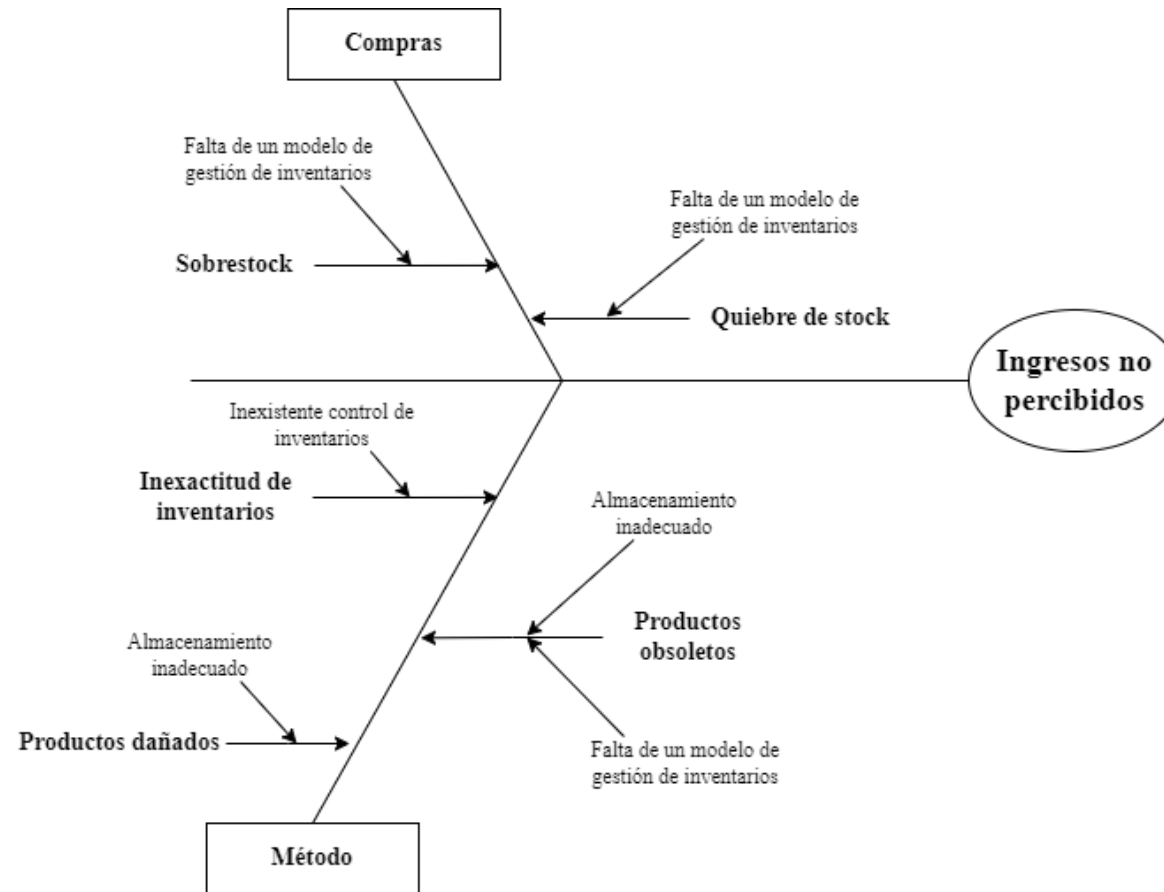 Compras
Falta de un modelo de
gestión de inventarios
Sobrestock
Falta de un modelo de
gestión de inventarios
Quiebre de stock
Ingresos no
percibidos
Inexistente control de
inventarios
Inexactitud de
inventarios
Almacenamiento
inadecuado
Productos
obsoletos
Almacenamiento
inadecuado
Productos dañados
Falta de un modelo de
gestión de inventarios
Método